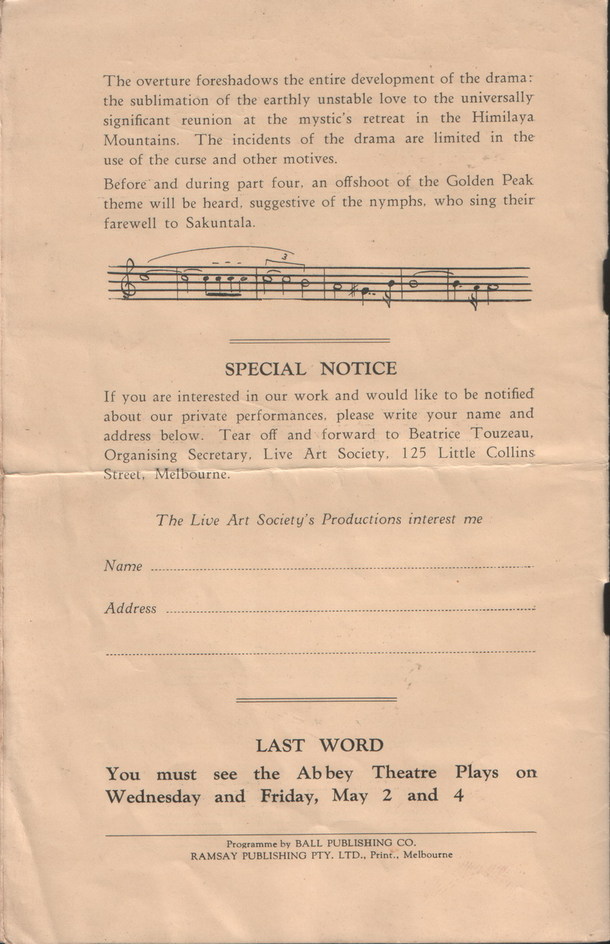 The overture foreshadows the entire development of the drama:
the sublimation of the earthly unstable love to the universally
significant reunion at the mystic's retreat in the Himilaya
Mountains. The incidents of the drama are limited in the
use of the curse and other motives.
Before and during part four, an offshoot of the Golden Peak
theme will be heard, suggestive of the nymphs, who sing their
farewell to Sakuntala.
3
SPECIAL NOTICE
If you are interested in our work and would like to be notified
about our private performances, please write your name and
address below. Tear off and forward to Beatrice Touzeau,
Organising Secretary, Live Art Society, 125 Little Collins
Street, Melbourne.
The Live Art Society's Productions interest me
Name
Address
LAST WORD
You must see the Abbey Theatre Plays on
Wednesday and Friday, May 2 and 4
Programme by BALL PUBLISHING CO.
RAMSAY PUBLISHING PTY. LTD., Print., Melbourne